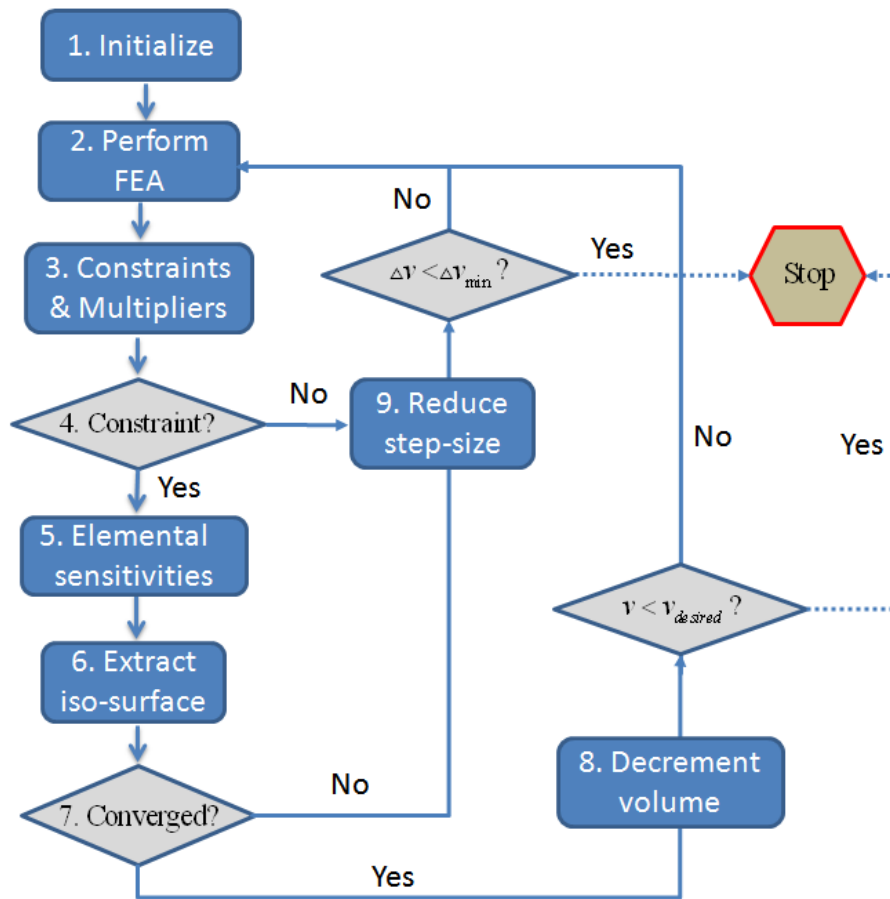 1. Initialize
2. Perform
FEA
No
Yes
3. Constraints
& Multipliers
Δv < Δv_min ?
Stop
4. Constraint?
No
9. Reduce
step-size
No
Yes
Yes
5. Elemental
sensitivities
v < v_desired ?
6. Extract
iso-surface
8. Decrement
volume
7. Converged?
No
Yes